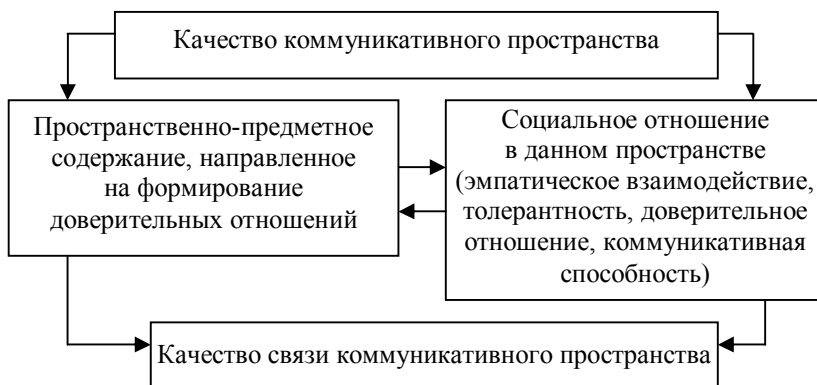 Качество коммуникативного пространства
Пространственно-предметное
содержание, направленное
на формирование
доверительных отношений
Социальное отношение
в данном пространстве
(эмпатическое взаимодействие,
толерантность, доверительное
отношение, коммуникативная
способность)
Качество связи коммуникативного пространства